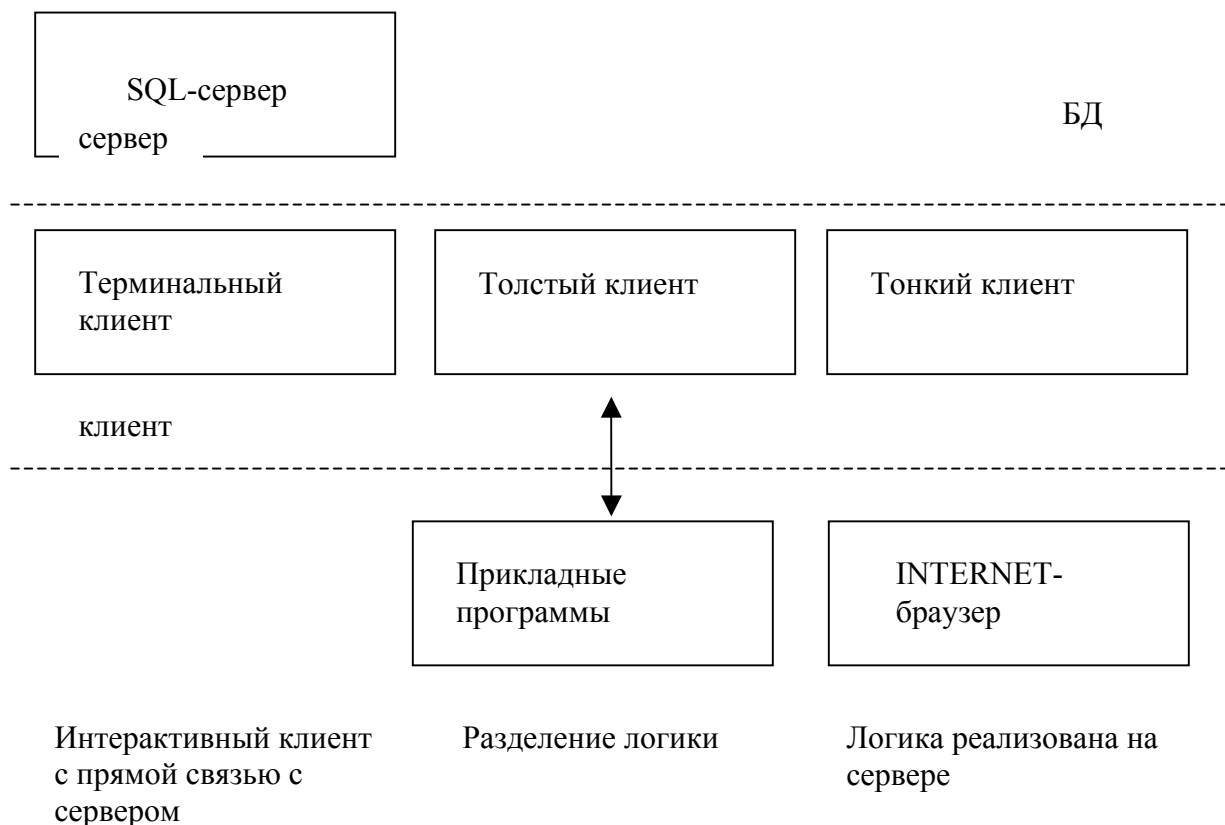 SQL-сервер
сервер
БД
Терминальный
клиент
Толстый клиент
Тонкий клиент
клиент
Прикладные
программы
INTERNET-
браузер
Интерактивный клиент
с прямой связью с
сервером
Разделение логики
Логика реализована на
сервере